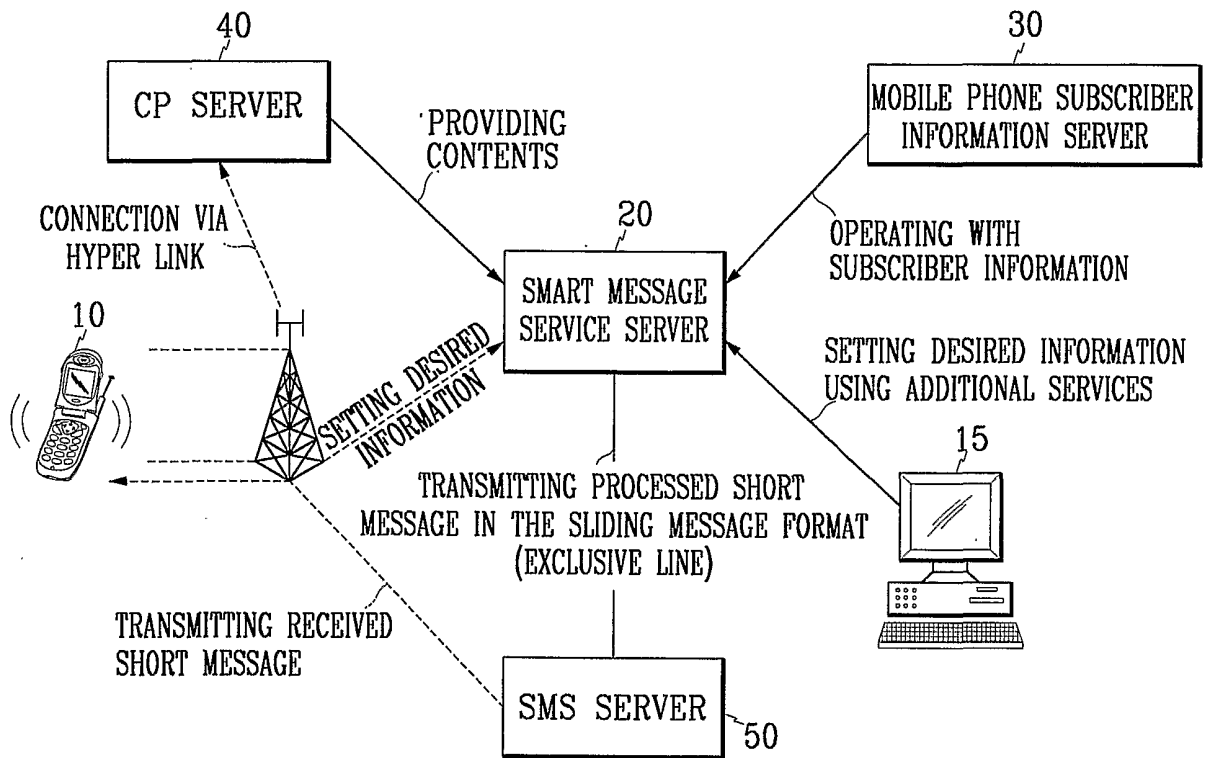 40
CP SERVER
30
MOBILE PHONE SUBSCRIBER
INFORMATION SERVER
PROVIDING
CONTENTS
CONNECTION VIA
HYPER LINK
20
SMART MESSAGE
SERVICE SERVER
OPERATING WITH
SUBSCRIBER INFORMATION
10
SETTING DESIRED
INFORMATION
SETTING DESIRED INFORMATION
USING ADDITIONAL SERVICES
15
TRANSMITTING PROCESSED SHORT
MESSAGE IN THE SLIDING MESSAGE FORMAT
(EXCLUSIVE LINE)
TRANSMITTING RECEIVED
SHORT MESSAGE
SMS SERVER
50